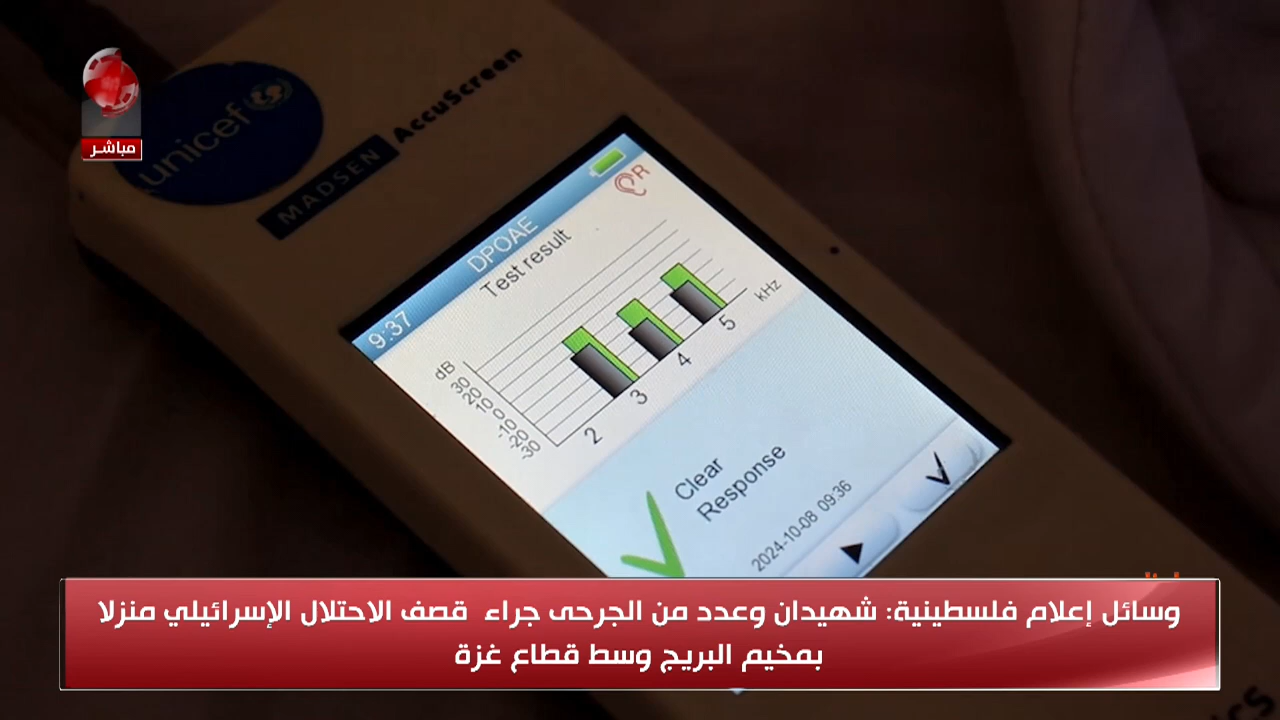 unicef
MADSEN AccuScreen
مباشر
9:37
DPOAE
R
Test result
dB
30
20
10
0
-10
-20
-30
2
3
4
5
kHz
Clear
Response
2024-10-08 09:36
وسائل إعلام فلسطينية: شهيدان وعدد من الجرحى جراء قصف الاحتلال الإسرائيلي منزلا
بمخيم البريج وسط قطاع غزة